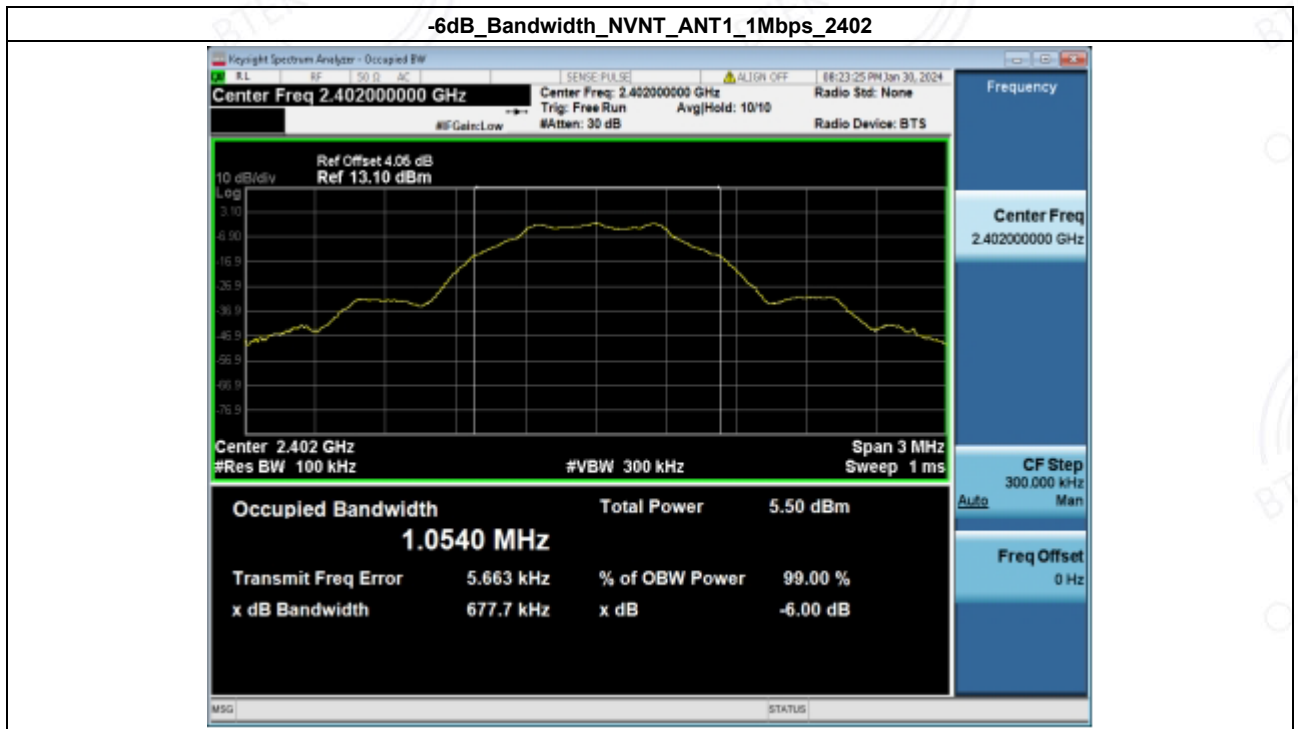 -6dB_Bandwidth_NVNT_ANT1_1Mbps_2402
Keysight Spectrum Analyzer - Occupied BW
RL RF 50 Ω AC SENSE:PULSE ALIGN OFF 08:23:25 PM Jan 30, 2024
Center Freq 2.402000000 GHz
Center Freq: 2.402000000 GHz
Radio Std: None
Trig: Free Run Avg|Hold: 10/10
#IFGain:Low #Atten: 30 dB Radio Device: BTS
Frequency
Ref Offset 4.05 dB
10 dB/div Ref 13.10 dBm
Log
3.10
-6.90
-16.9
-26.9
-36.9
-46.9
-56.9
-66.9
-76.9
Center 2.402 GHz Span 3 MHz
#Res BW 100 kHz #VBW 300 kHz Sweep 1 ms
Center Freq
2.402000000 GHz
CF Step
300.000 kHz
Auto Man
Freq Offset
0 Hz
Occupied Bandwidth Total Power 5.50 dBm
1.0540 MHz
Transmit Freq Error 5.663 kHz % of OBW Power 99.00 %
x dB Bandwidth 677.7 kHz x dB -6.00 dB
MSG STATUS